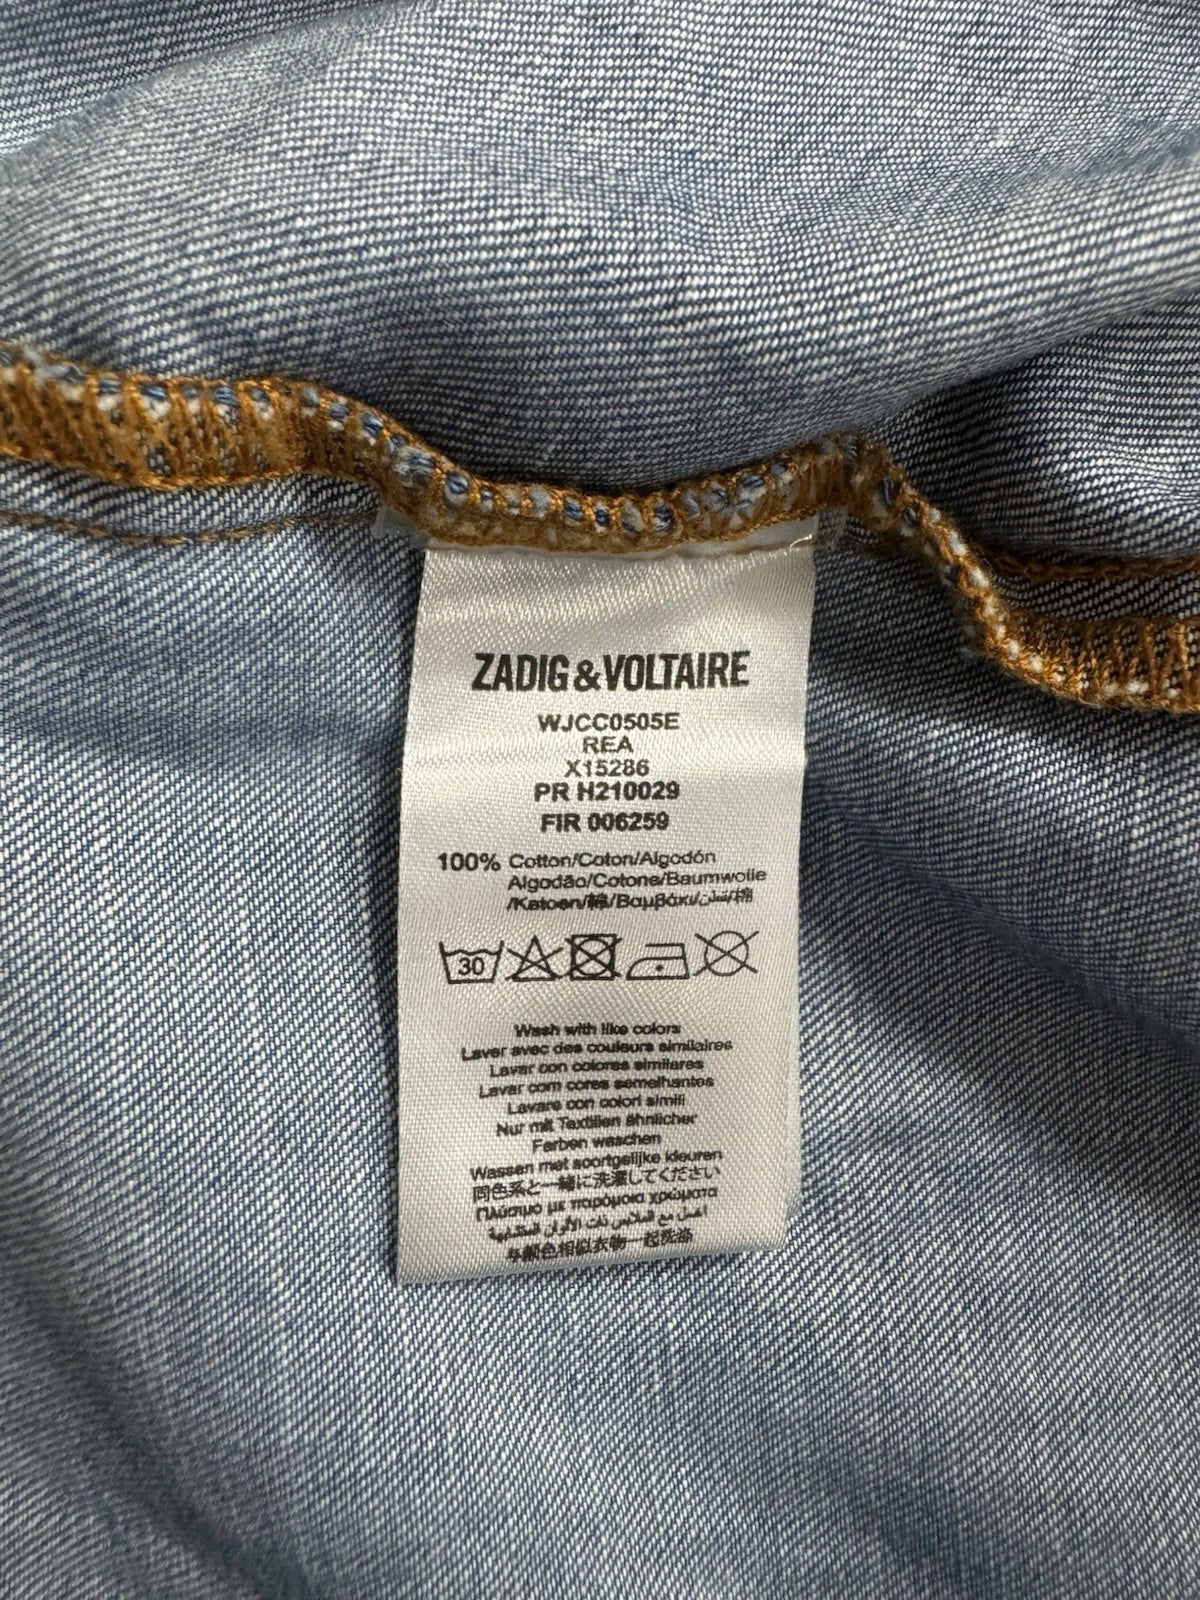 ZADIG & VOLTAIRE
WJCC0505E
REA
X15286
PR H210029
FIR 006259
100% Cotton/Coton/Algodón
Algodão/Cotone/Baumwolle
/Katoen/綿/Βαμβάκι/قطن/棉
30
Wash with like colors
Laver avec des couleurs similaires
Lavar con colores similares
Lavar com cores semelhantes
Lavare con colori simili
Nur mit Textilien ähnlicher
Farben waschen
Wassen met soortgelijke kleuren
同色系と一緒に洗濯してください
Πλύσιμο με παρόμοια χρώματα
اغسل مع الملابس ذات الألوان المتشابهة
与颜色相似衣物一起洗涤